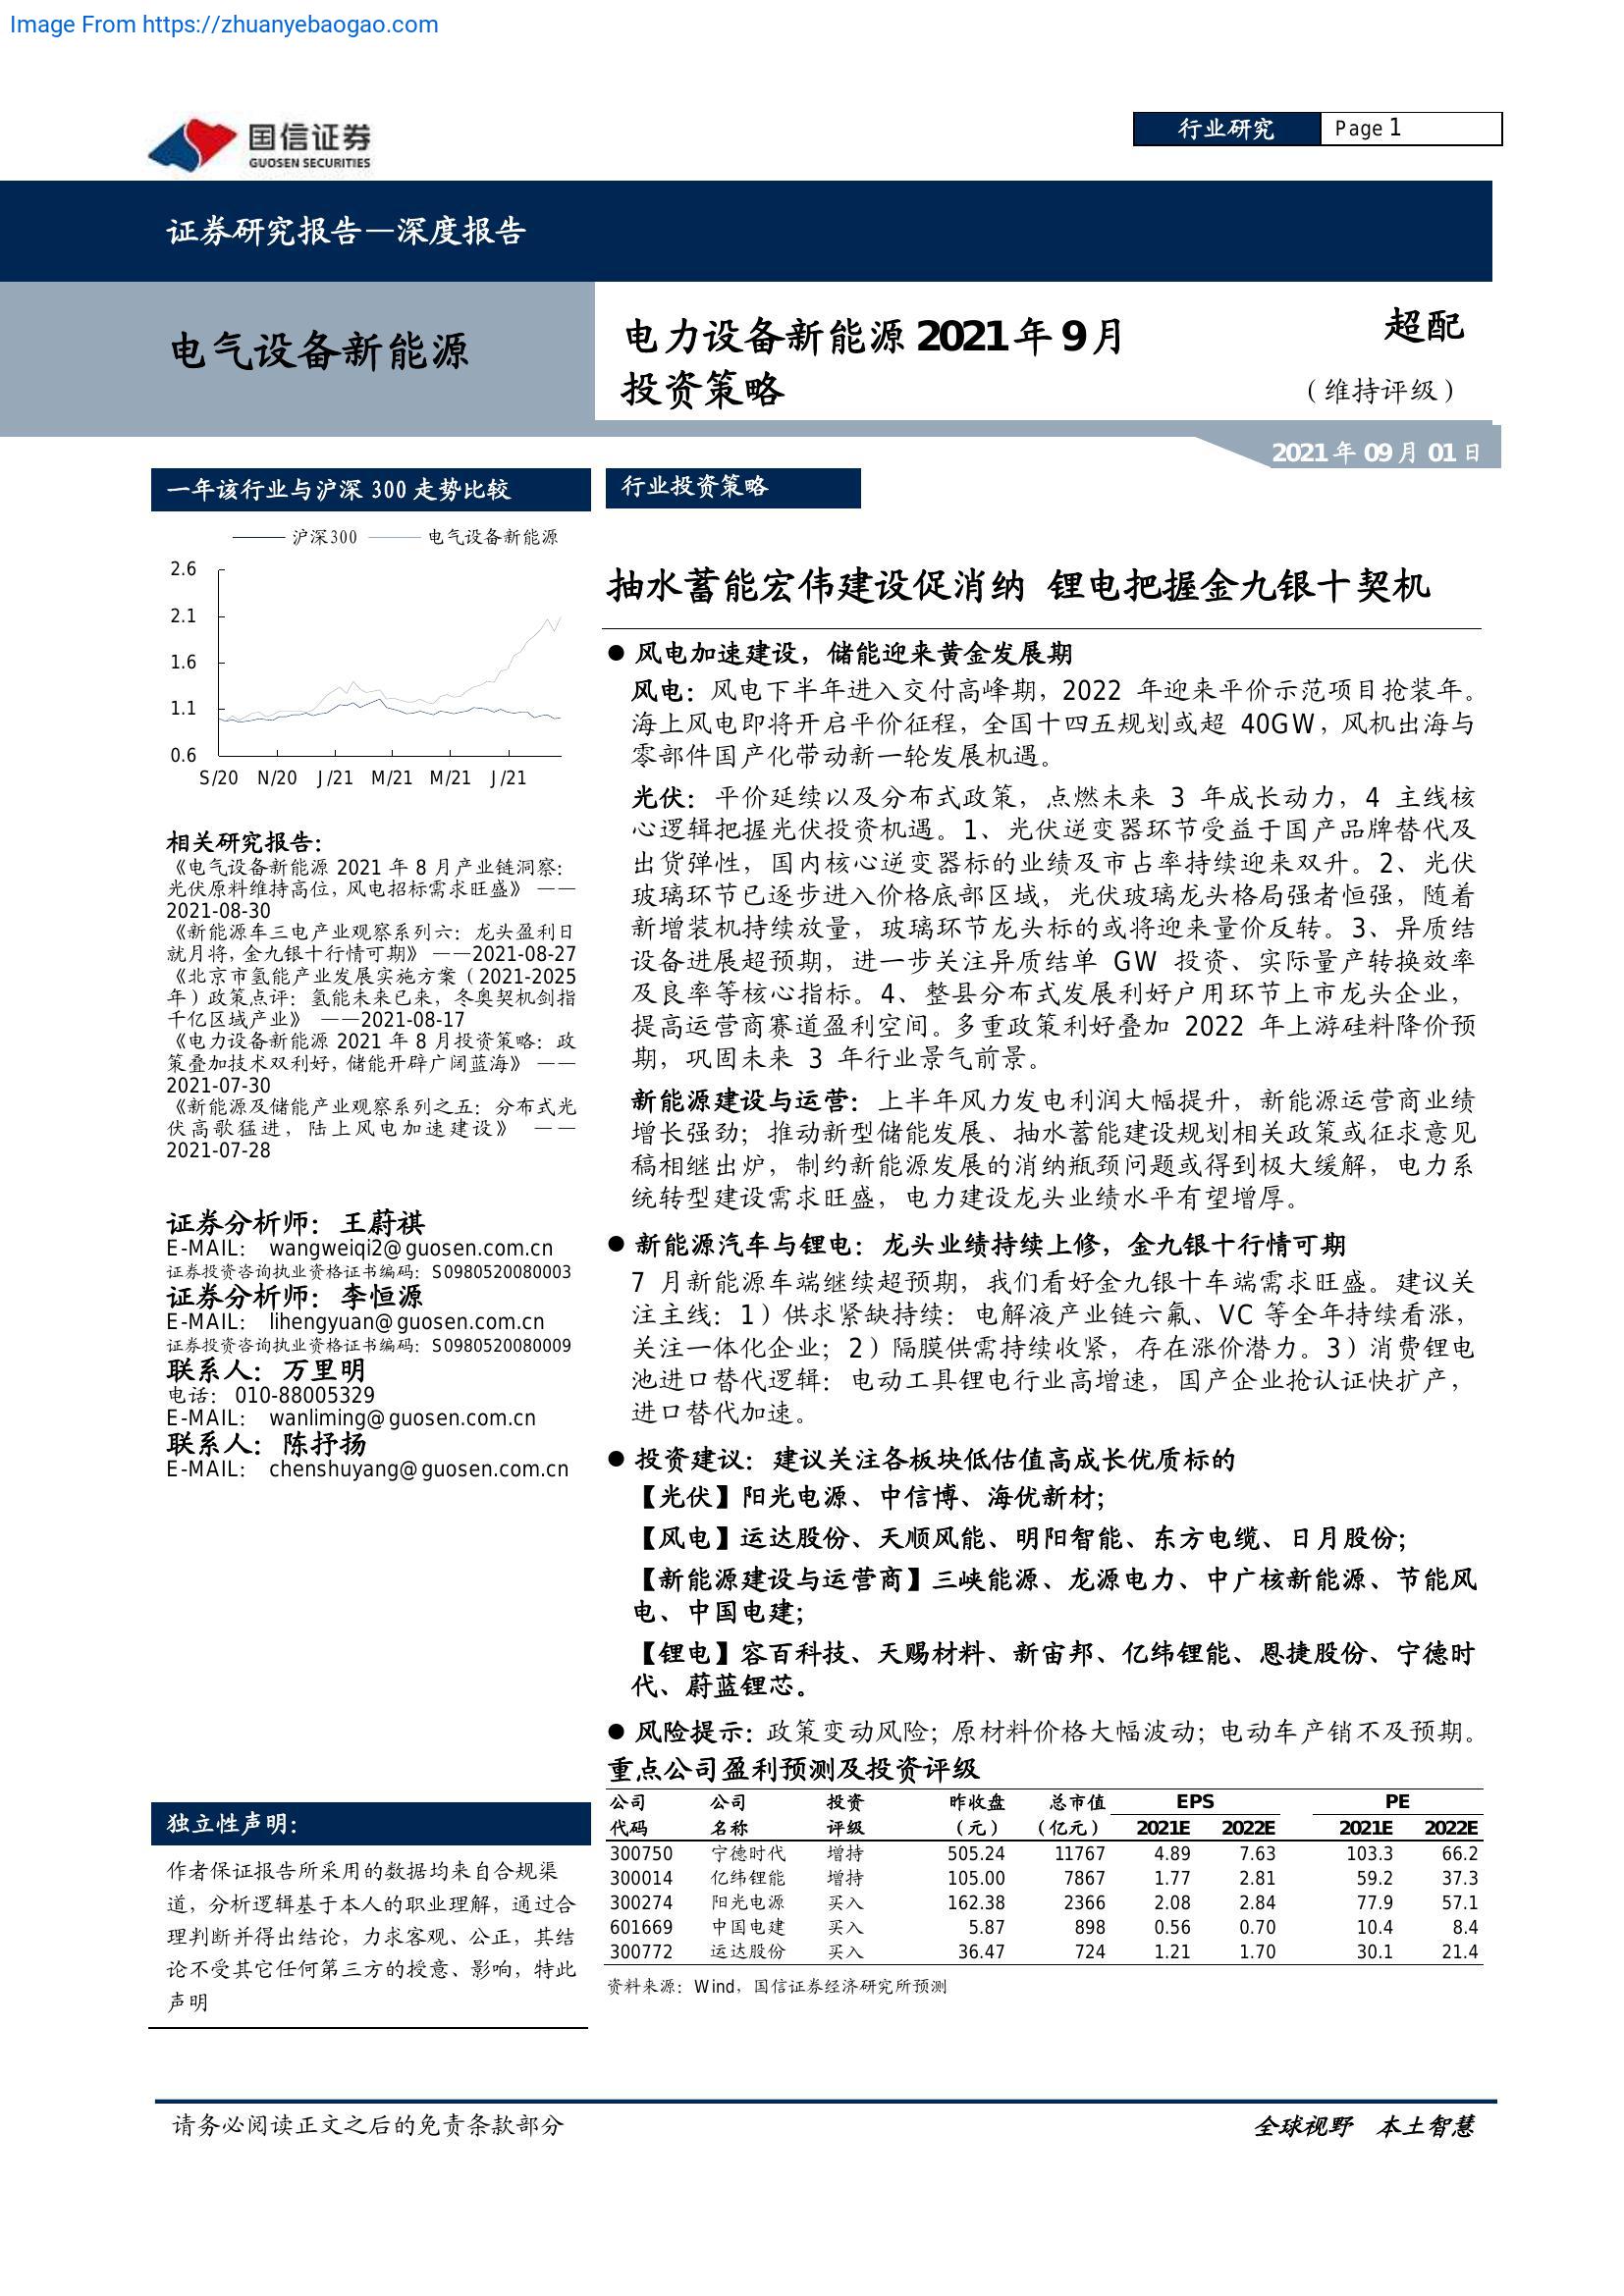 Image From https://zhuanyebaogao.com
国信证券
GUOSEN SECURITIES
行业研究
Page 1
证券研究报告—深度报告
电气设备新能源
电力设备新能源 2021 年 9 月
投资策略
超配
（维持评级）
2021 年 09 月 01 日
一年该行业与沪深 300 走势比较
沪深300 电气设备新能源
2.6
2.1
1.6
1.1
0.6
S/20 N/20 J/21 M/21 M/21 J/21
相关研究报告：
《电气设备新能源 2021 年 8 月产业链洞察：
光伏原料维持高位，风电招标需求旺盛》 ——
2021-08-30
《新能源车三电产业观察系列六：龙头盈利日
就月将，金九银十行情可期》 ——2021-08-27
《北京市氢能产业发展实施方案（2021-2025
年）政策点评：氢能未来已来，冬奥契机剑指
千亿区域产业》 ——2021-08-17
《电力设备新能源 2021 年 8 月投资策略：政
策叠加技术双利好，储能开辟广阔蓝海》 ——
2021-07-30
《新能源及储能产业观察系列之五：分布式光
伏高歌猛进，陆上风电加速建设》 ——
2021-07-28
证券分析师：王蔚祺
E-MAIL： wangweiqi2@guosen.com.cn
证券投资咨询执业资格证书编码：S0980520080003
证券分析师：李恒源
E-MAIL： lihengyuan@guosen.com.cn
证券投资咨询执业资格证书编码：S0980520080009
联系人：万里明
电话： 010-88005329
E-MAIL： wanliming@guosen.com.cn
联系人：陈抒扬
E-MAIL： chenshuyang@guosen.com.cn
独立性声明：
作者保证报告所采用的数据均来自合规渠
道，分析逻辑基于本人的职业理解，通过合
理判断并得出结论，力求客观、公正，其结
论不受其它任何第三方的授意、影响，特此
声明
行业投资策略
抽水蓄能宏伟建设促消纳 锂电把握金九银十契机
● 风电加速建设，储能迎来黄金发展期
风电：风电下半年进入交付高峰期，2022 年迎来平价示范项目抢装年。
海上风电即将开启平价征程，全国十四五规划或超 40GW，风机出海与
零部件国产化带动新一轮发展机遇。
光伏：平价延续以及分布式政策，点燃未来 3 年成长动力，4 主线核
心逻辑把握光伏投资机遇。1、光伏逆变器环节受益于国产品牌替代及
出货弹性，国内核心逆变器标的业绩及市占率持续迎来双升。2、光伏
玻璃环节已逐步进入价格底部区域，光伏玻璃龙头格局强者恒强，随着
新增装机持续放量，玻璃环节龙头标的或将迎来量价反转。3、异质结
设备进展超预期，进一步关注异质结单 GW 投资、实际量产转换效率
及良率等核心指标。4、整县分布式发展利好户用环节上市龙头企业，
提高运营商赛道盈利空间。多重政策利好叠加 2022 年上游硅料降价预
期，巩固未来 3 年行业景气前景。
新能源建设与运营：上半年风力发电利润大幅提升，新能源运营商业绩
增长强劲；推动新型储能发展、抽水蓄能建设规划相关政策或征求意见
稿相继出炉，制约新能源发展的消纳瓶颈问题或得到极大缓解，电力系
统转型建设需求旺盛，电力建设龙头业绩水平有望增厚。
● 新能源汽车与锂电：龙头业绩持续上修，金九银十行情可期
7 月新能源车端继续超预期，我们看好金九银十车端需求旺盛。建议关
注主线：1）供求紧缺持续：电解液产业链六氟、VC 等全年持续看涨，
关注一体化企业；2）隔膜供需持续收紧，存在涨价潜力。3）消费锂电
池进口替代逻辑：电动工具锂电行业高增速，国产企业抢认证快扩产，
进口替代加速。
● 投资建议：建议关注各板块低估值高成长优质标的
【光伏】阳光电源、中信博、海优新材；
【风电】运达股份、天顺风能、明阳智能、东方电缆、日月股份；
【新能源建设与运营商】三峡能源、龙源电力、中广核新能源、节能风
电、中国电建；
【锂电】容百科技、天赐材料、新宙邦、亿纬锂能、恩捷股份、宁德时
代、蔚蓝锂芯。
● 风险提示：政策变动风险；原材料价格大幅波动；电动车产销不及预期。
重点公司盈利预测及投资评级
公司 公司 投资 昨收盘 总市值 EPS PE
代码 名称 评级 （元） （亿元） 2021E 2022E 2021E 2022E
300750 宁德时代 增持 505.24 11767 4.89 7.63 103.3 66.2
300014 亿纬锂能 增持 105.00 7867 1.77 2.81 59.2 37.3
300274 阳光电源 买入 162.38 2366 2.08 2.84 77.9 57.1
601669 中国电建 买入 5.87 898 0.56 0.70 10.4 8.4
300772 运达股份 买入 36.47 724 1.21 1.70 30.1 21.4
资料来源：Wind，国信证券经济研究所预测
请务必阅读正文之后的免责条款部分
全球视野 本土智慧